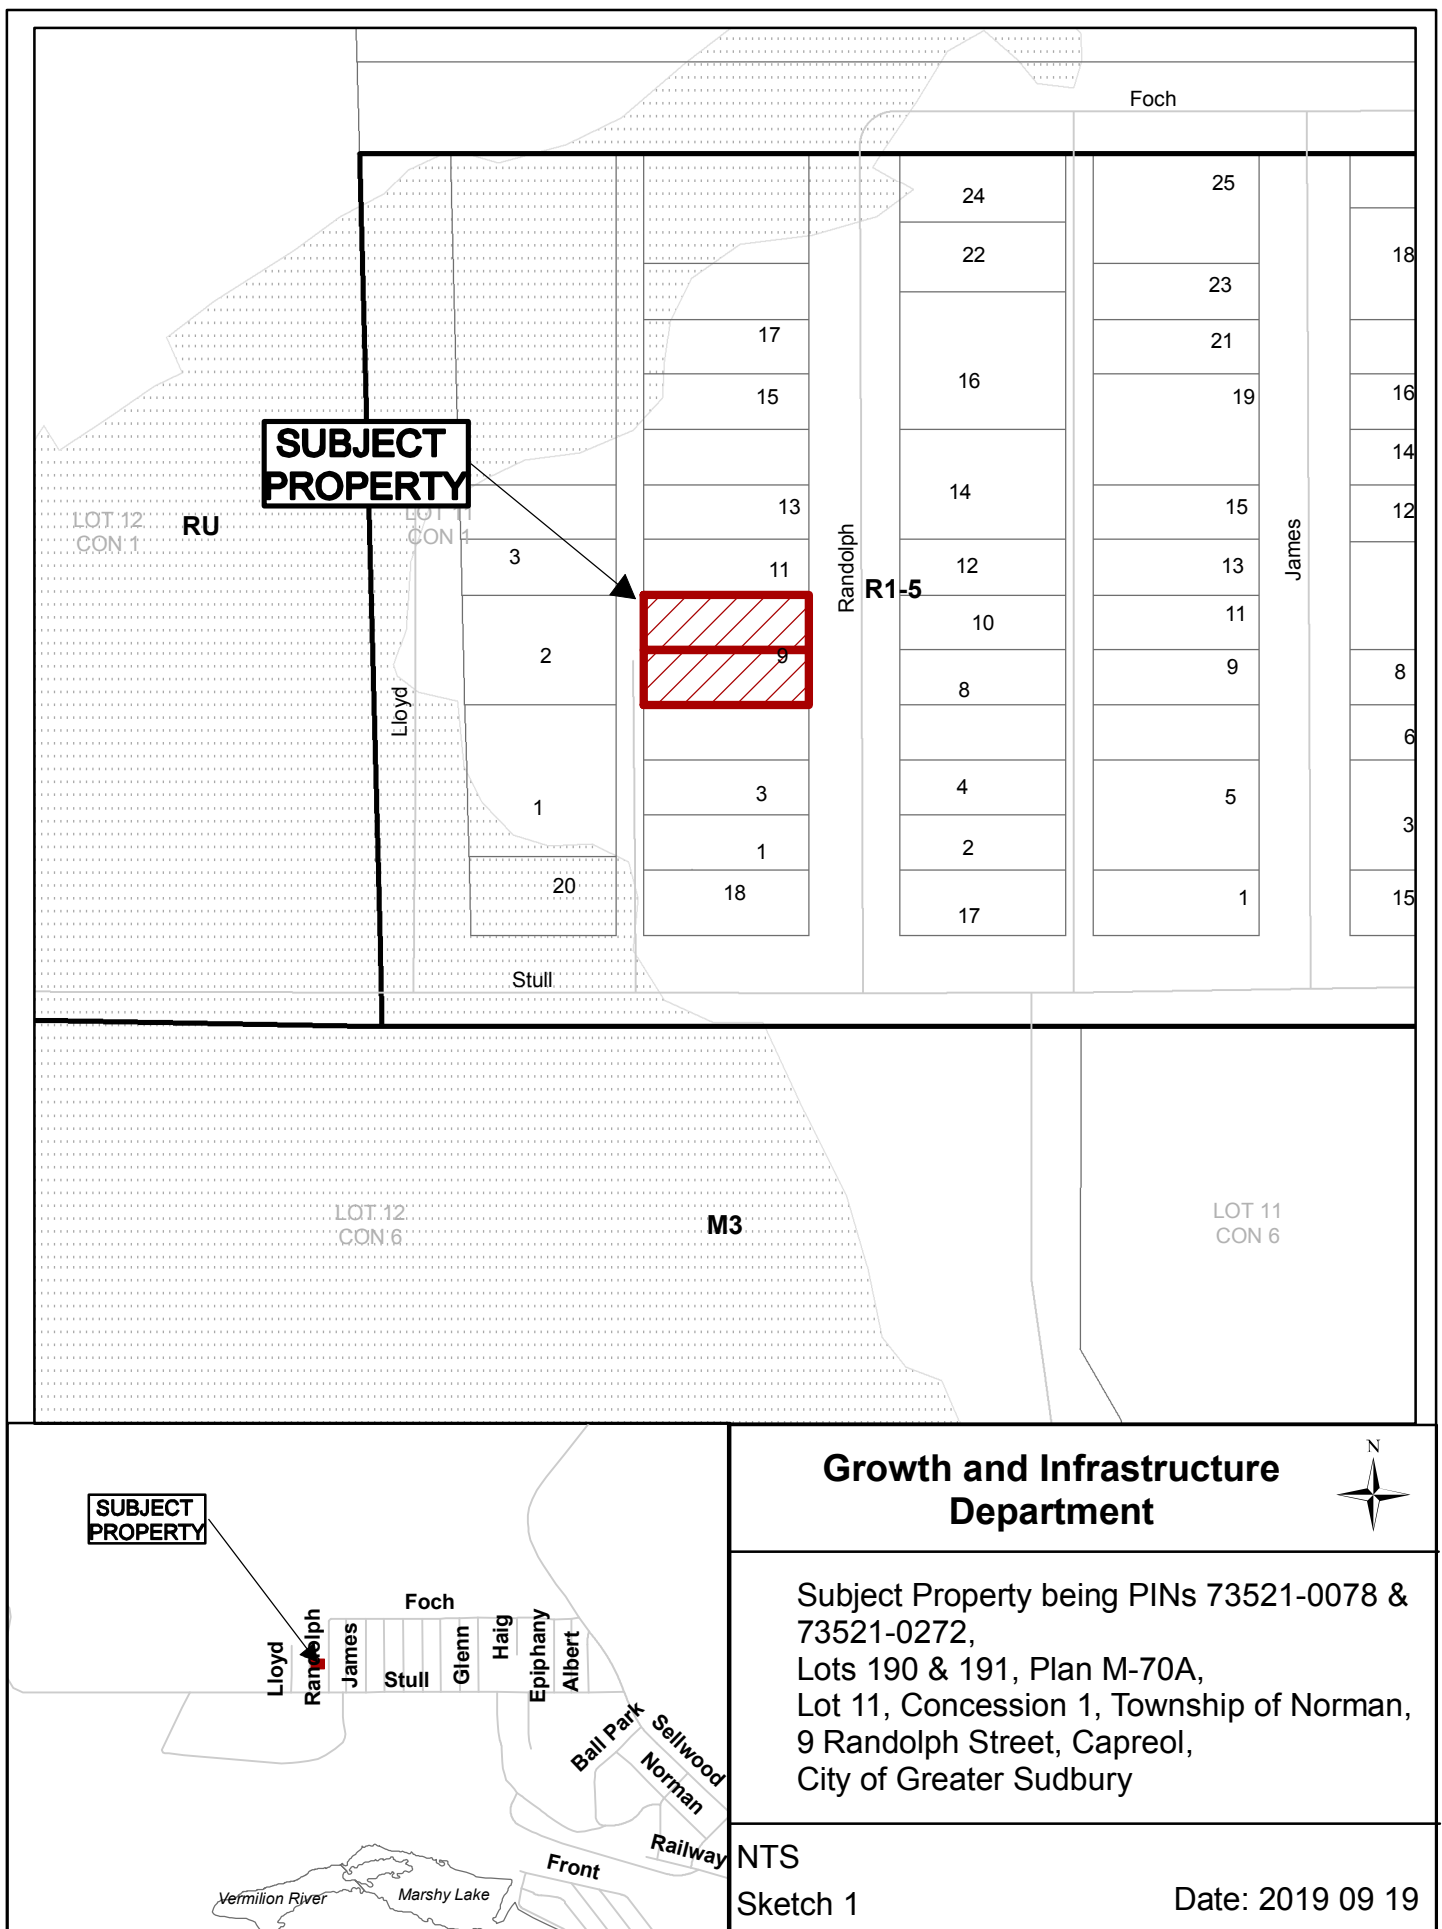 Foch
24
25
22
18
23
17
21
16
15
19
16
14
SUBJECT
PROPERTY
14
13
15
12
LOT 12
CON 1
RU
LOT 11
CON 1
3
11
Randolph
R1-5
12
13
James
10
11
2
9
8
9
8
Lloyd
6
1
3
4
5
3
1
2
20
18
17
1
15
Stull
LOT 12
CON 6
M3
LOT 11
CON 6
SUBJECT
PROPERTY
Foch
Lloyd
Randolph
James
Stull
Glenn
Haig
Epiphany
Albert
Ball Park
Sellwood
Norman
Railway
Front
Vermilion River
Marshy Lake
Growth and Infrastructure
Department
N
Subject Property being PINs 73521-0078 &
73521-0272,
Lots 190 & 191, Plan M-70A,
Lot 11, Concession 1, Township of Norman,
9 Randolph Street, Capreol,
City of Greater Sudbury
NTS
Sketch 1
Date: 2019 09 19